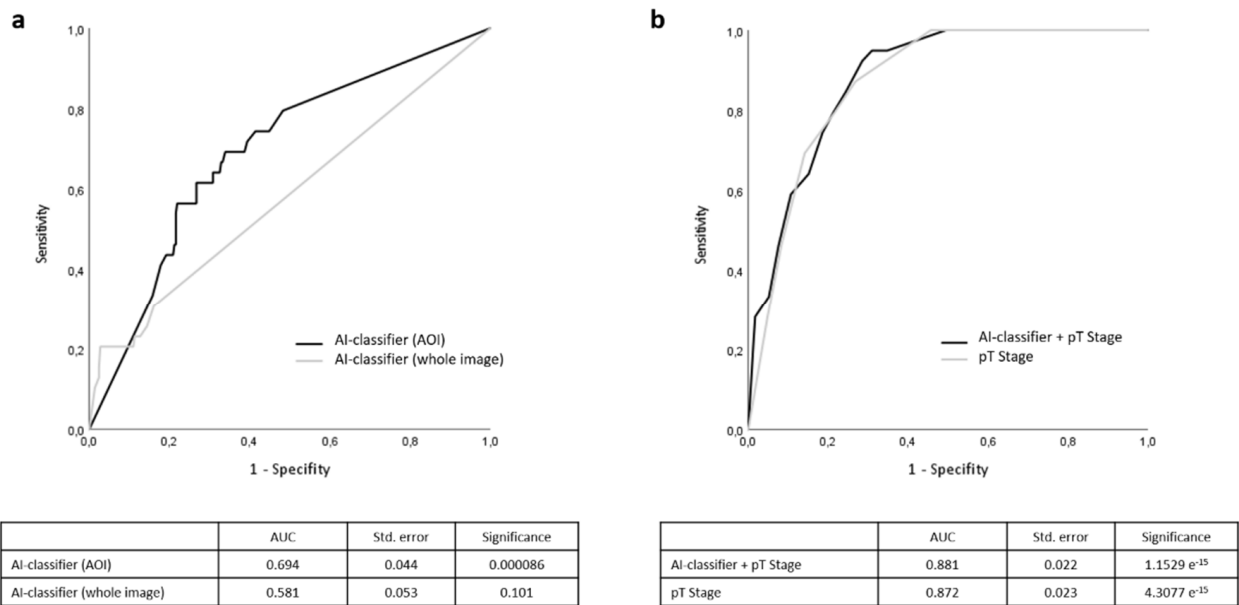 a
1,0
0,8
0,6
0,4
0,2
0,0
Sensitivity
0,0 0,2 0,4 0,6 0,8 1,0
1 - Specifity
AI-classifier (AOI)
AI-classifier (whole image)
AUC Std. error Significance
AI-classifier (AOI) 0.694 0.044 0.000086
AI-classifier (whole image) 0.581 0.053 0.101
b
1,0
0,8
0,6
0,4
0,2
0,0
Sensitivity
0,0 0,2 0,4 0,6 0,8 1,0
1 - Specifity
AI-classifier + pT Stage
pT Stage
AUC Std. error Significance
AI-classifier + pT Stage 0.881 0.022 1.1529 e-15
pT Stage 0.872 0.023 4.3077 e-15